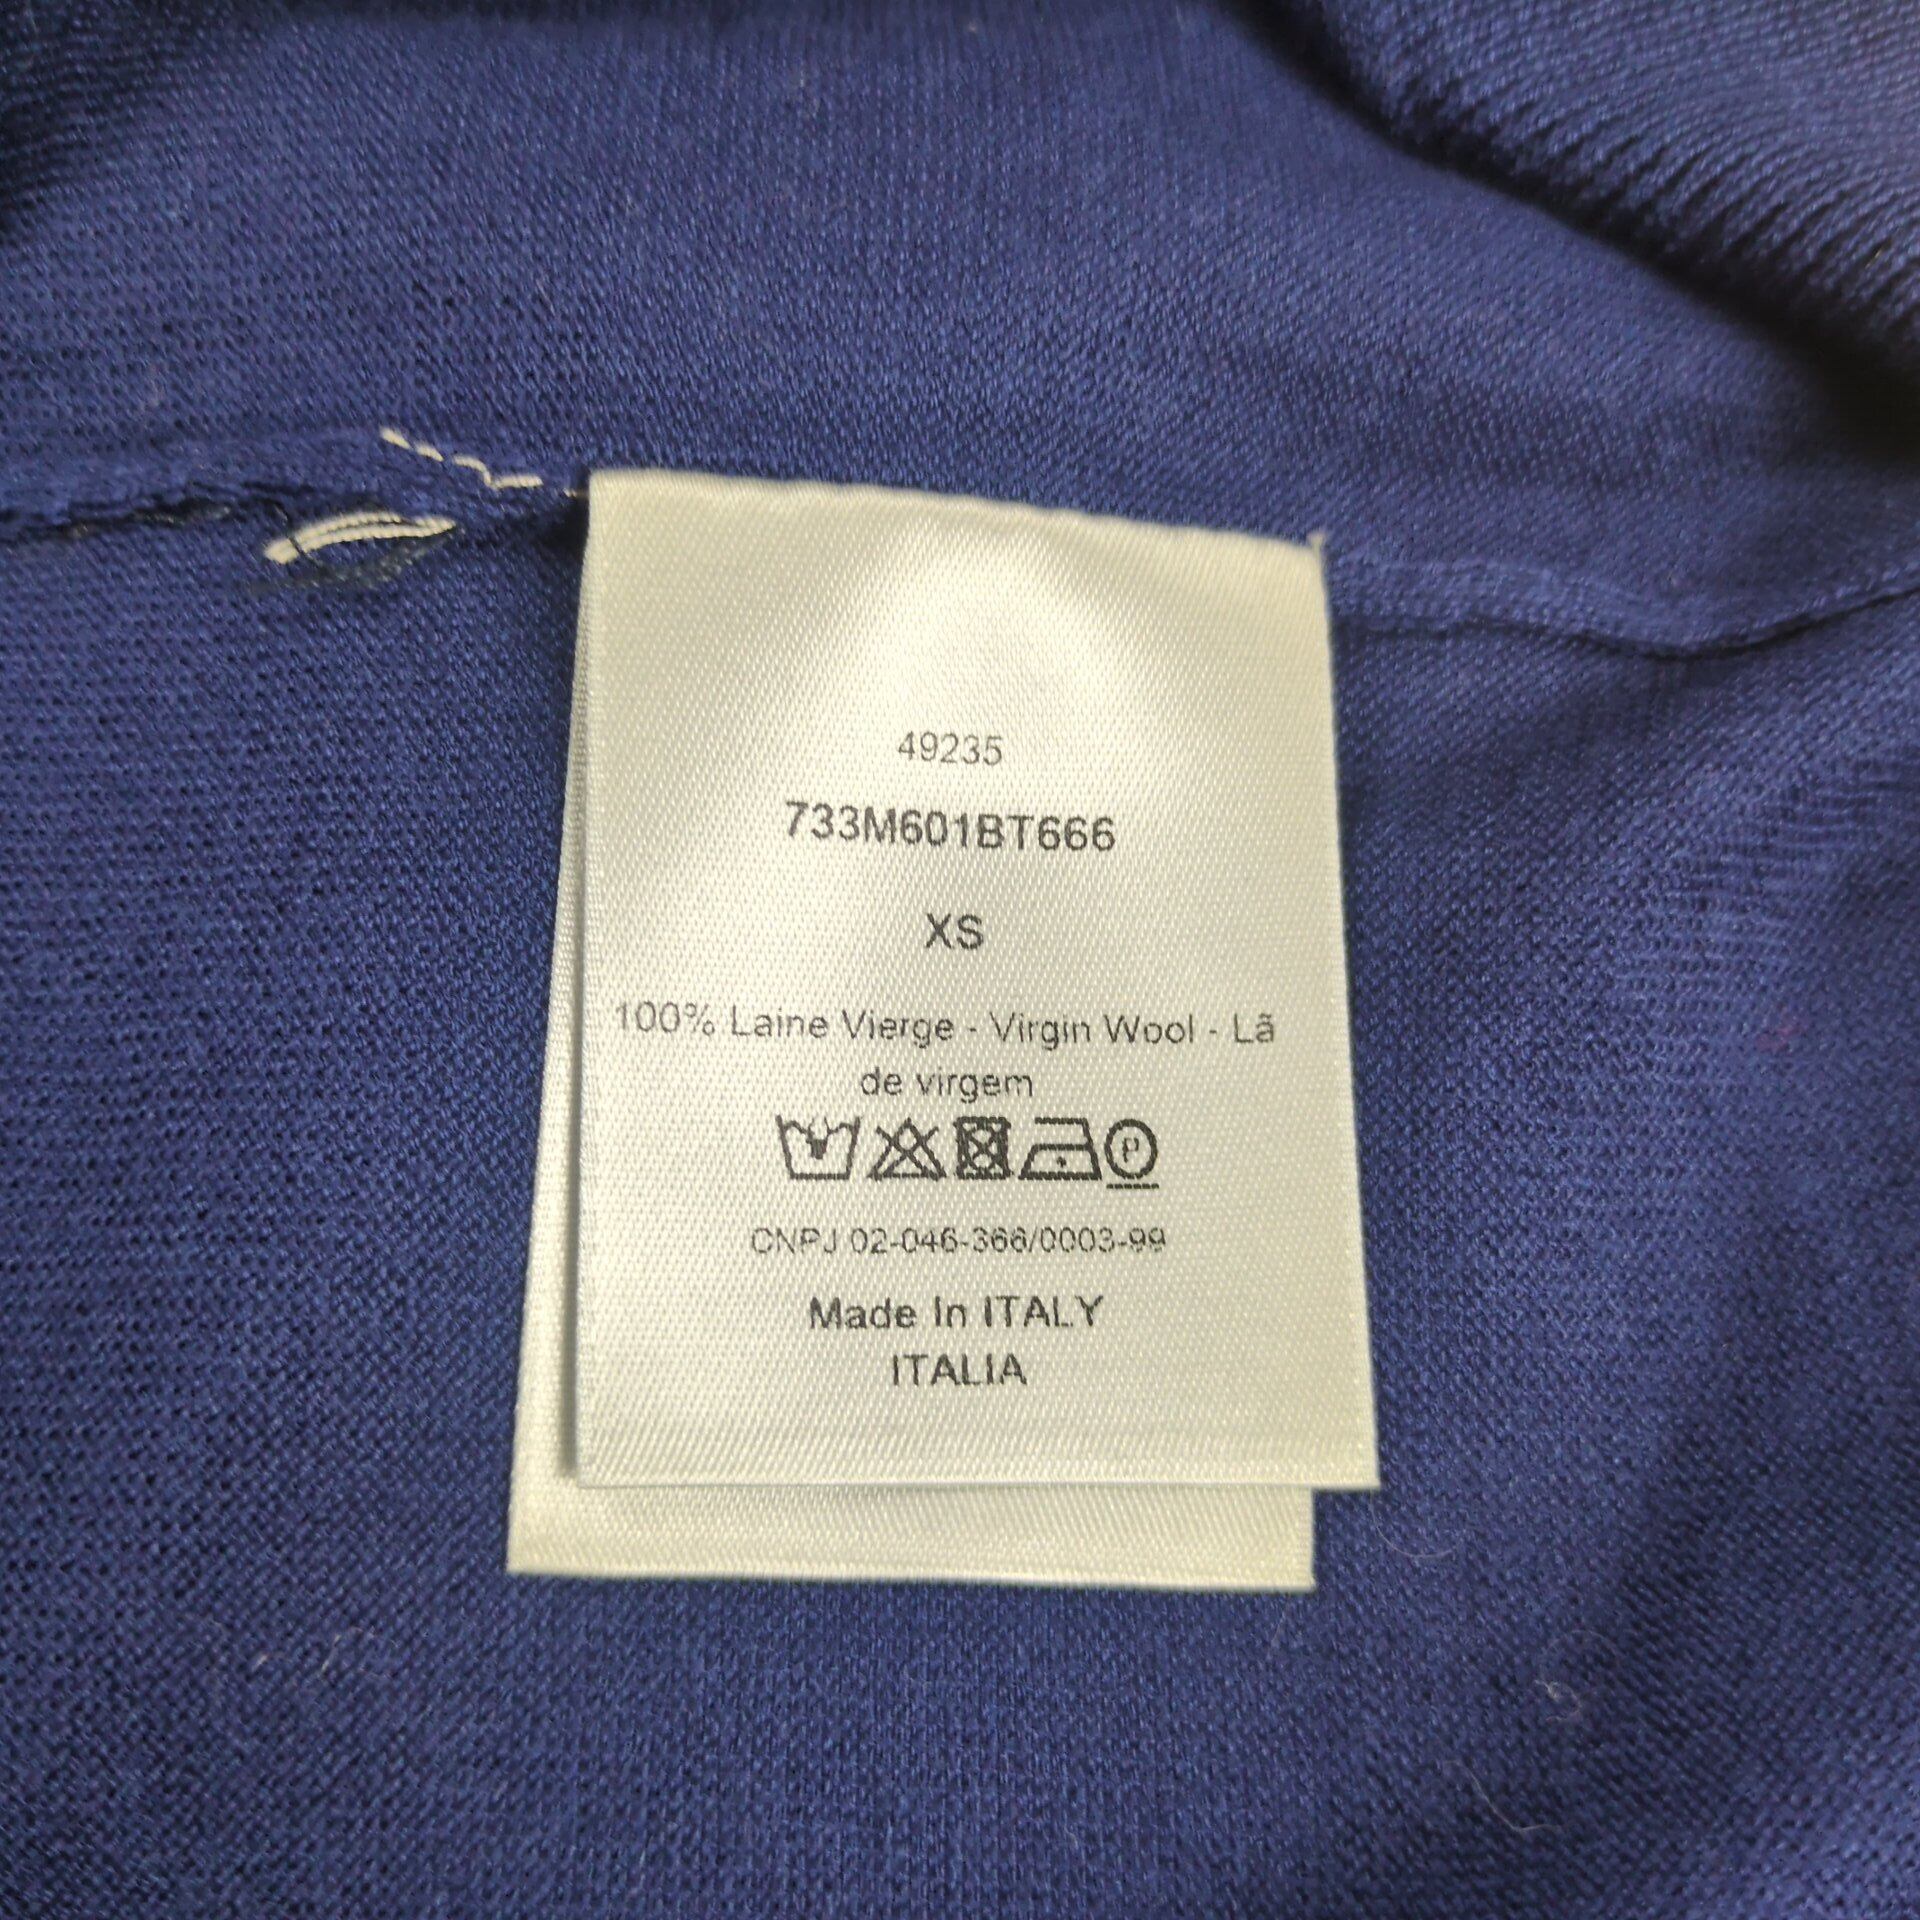 49235
733M601BT666
XS
100% Laine Vierge - Virgin Wool - Lã
de virgem
P
CNPJ 02-046-366/0003-99
Made In ITALY
ITALIA